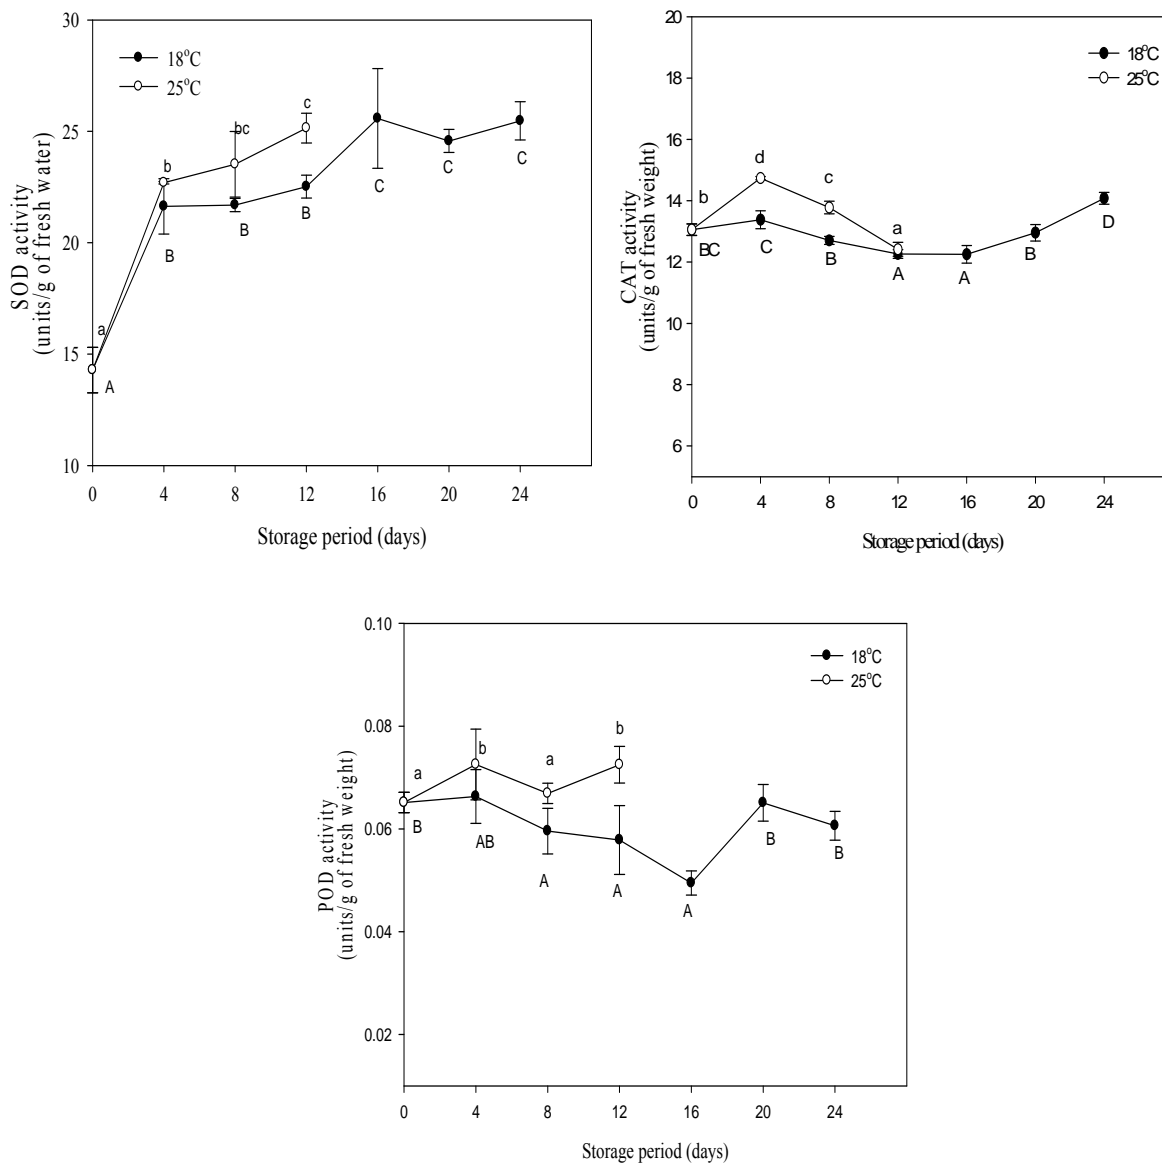 30
25
20
15
10
18°C
25°C
a
b
bc
c
A
B
B
B
C
C
C
0 4 8 12 16 20 24
Storage period (days)
SOD activity
(units/g of fresh water)
20
18
16
14
12
10
8
6
18°C
25°C
b
d
c
a
BC
C
B
A
A
B
D
0 4 8 12 16 20 24
Storage period (days)
CAT activity
(units/g of fresh weight)
0.10
0.08
0.06
0.04
0.02
18°C
25°C
a
b
a
b
B
AB
A
A
A
B
B
0 4 8 12 16 20 24
Storage period (days)
POD activity
(units/g of fresh weight)